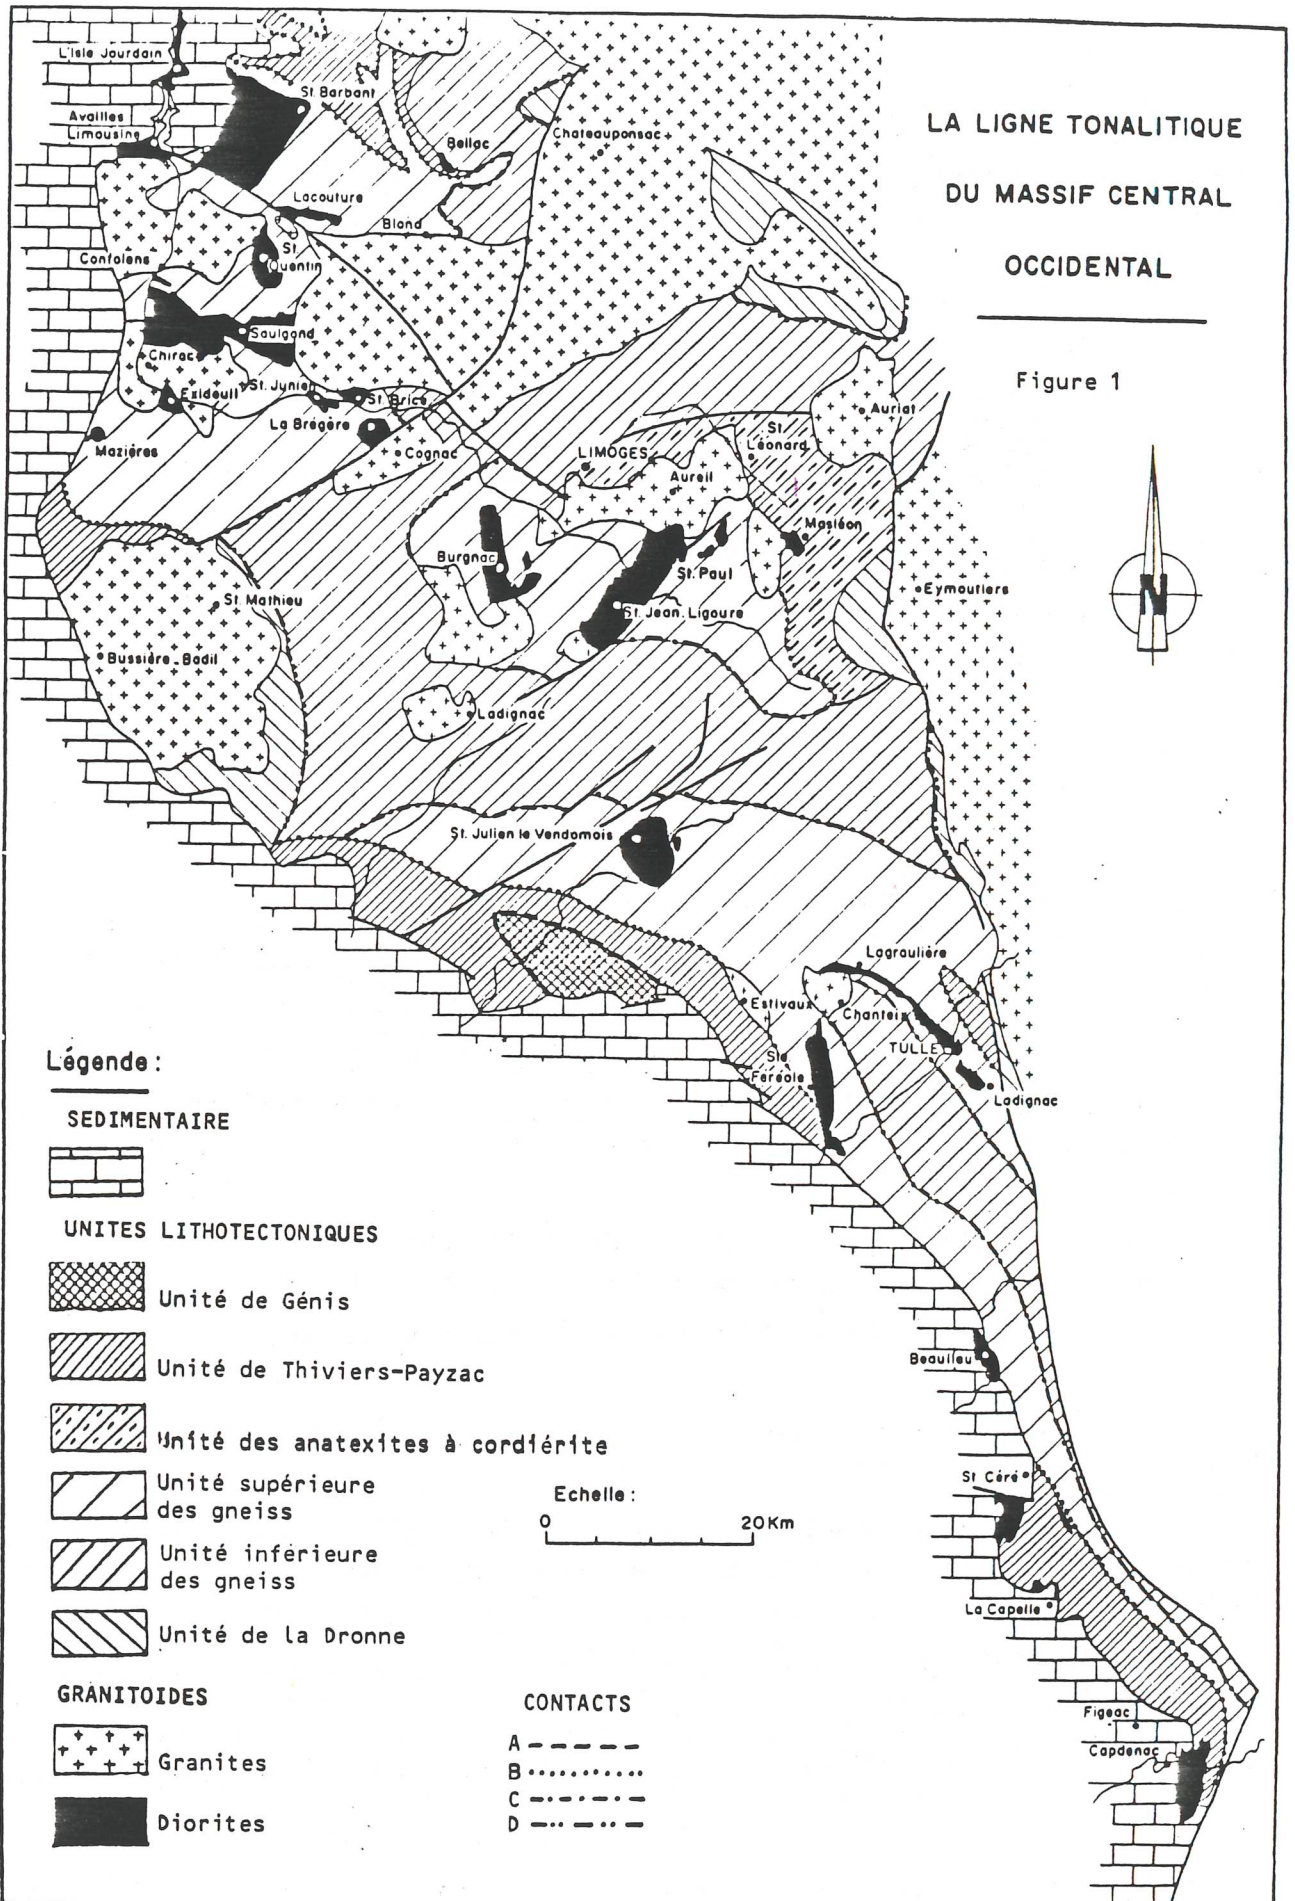 LA LIGNE TONALITIQUE
DU MASSIF CENTRAL
OCCIDENTAL
Figure 1
N
L'Isle Jourdain
St. Barbant
Availles
Limousine
Bellac
Chateauponsac
Lacouture
Blond
Confolens
St.
Quentin
Saulgond
Chirac
Exideuil
St. Junien
St. Brice
La Brégère
Mazières
Cognac
LIMOGES
St.
Léonard
Auriat
Aureil
Masléon
Burgnac
St. Paul
St. Mathieu
St. Jean. Ligoure
Eymoutiers
Bussière-Badil
Ladignac
St. Julien le Vendomois
Lagraulière
Estivaux
Chanteix
TULLE
Ste
Feréole
Ladignac
Beaulieu
St Céré
La Capelle
Figeac
Capdenac
Légende :
SEDIMENTAIRE
UNITES LITHOTECTONIQUES
Unité de Génis
Unité de Thiviers-Payzac
Unité des anatexites à cordiérite
Unité supérieure
des gneiss
Unité inférieure
des gneiss
Unité de la Dronne
GRANITOIDES
Granites
Diorites
Echelle :
0 20Km
CONTACTS
A
B
C
D